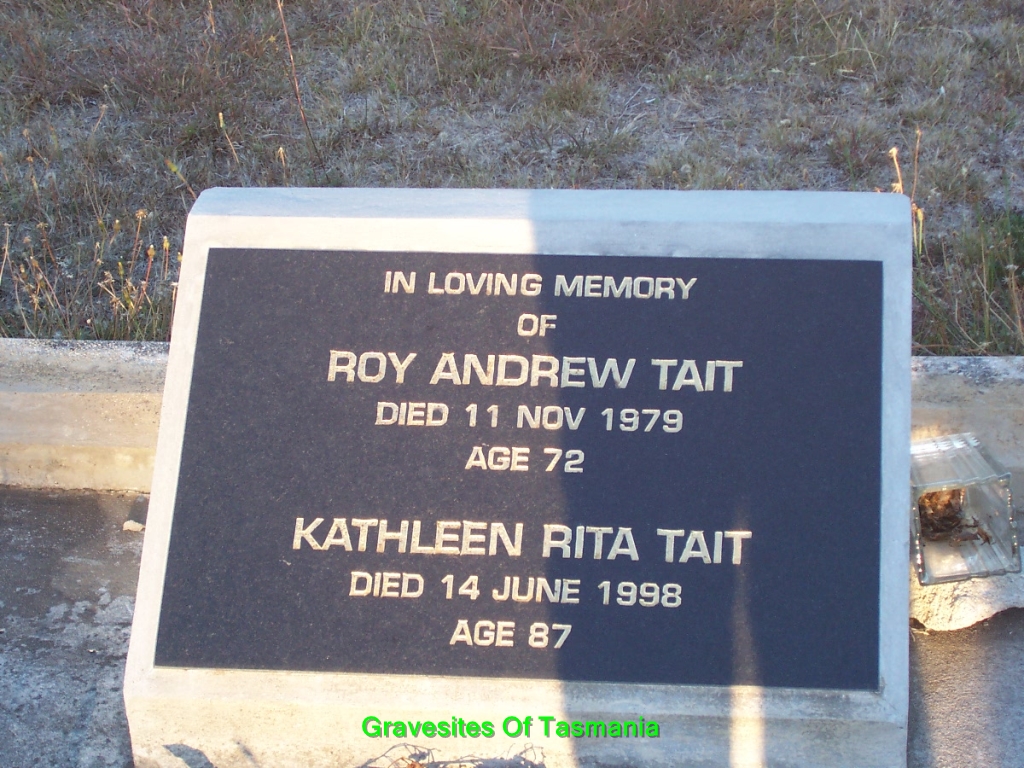 IN LOVING MEMORY
OF
ROY ANDREW TAIT
DIED 11 NOV 1979
AGE 72
KATHLEEN RITA TAIT
DIED 14 JUNE 1998
AGE 87
Gravesites Of Tasmania